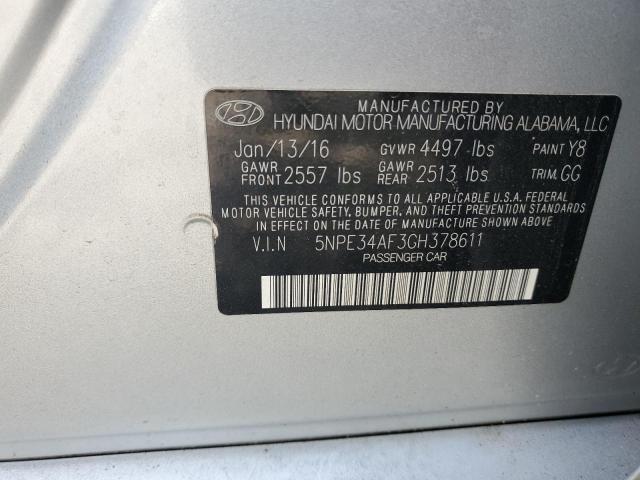 MANUFACTURED BY
HYUNDAI MOTOR MANUFACTURING ALABAMA, LLC
Jan/13/16 GVWR 4497 lbs PAINT Y8
GAWR FRONT 2557 lbs GAWR REAR 2513 lbs TRIM. GG
THIS VEHICLE CONFORMS TO ALL APPLICABLE U.S.A. FEDERAL
MOTOR VEHICLE SAFETY, BUMPER, AND THEFT PREVENTION
STANDARDS IN EFFECT ON THE DATE OF MANUFACTURE SHOWN ABOVE.
V.I.N 5NPE34AF3GH378611
PASSENGER CAR